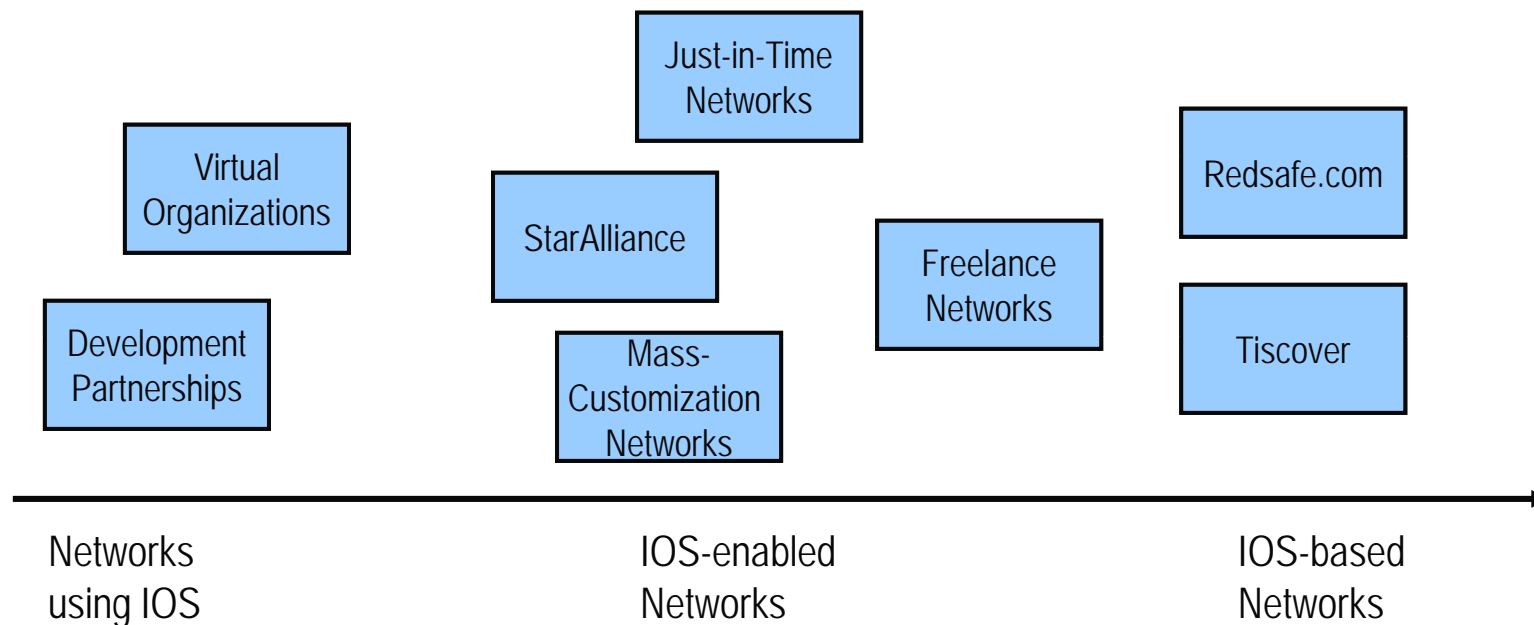 Just-in-Time
Networks
Virtual
Organizations
Redsafe.com
StarAlliance
Freelance
Networks
Development
Partnerships
Mass-
Customization
Networks
Tiscover
Networks
using IOS
IOS-enabled
Networks
IOS-based
Networks